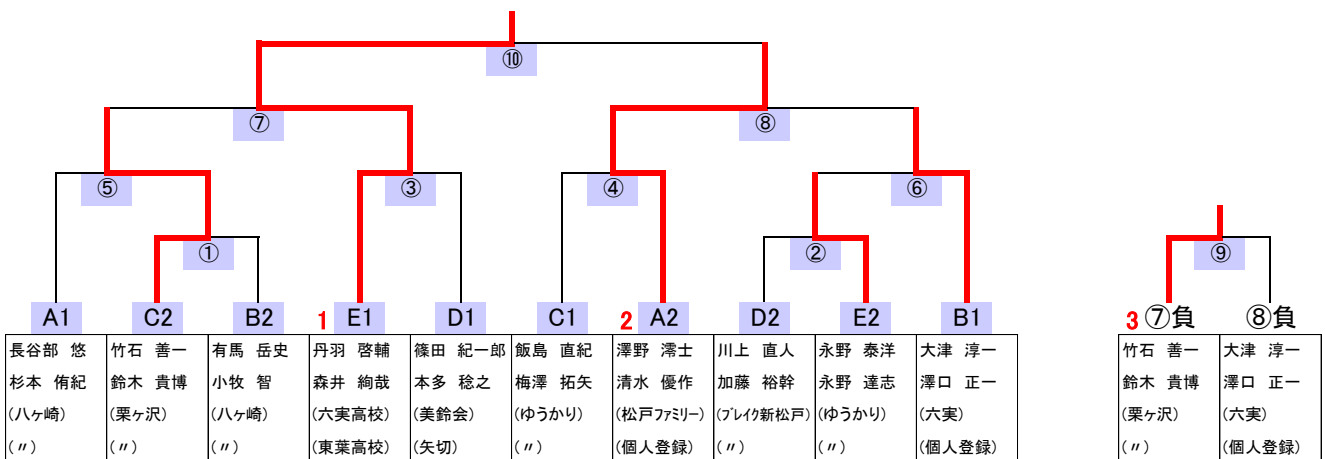 ⑩
⑦ ⑧
⑤ ③ ④ ⑥
① ② ⑨
A1 C2 B2 1 E1 D1 C1 2 A2 D2 E2 B1 3 ⑦負 ⑧負
長谷部 悠 竹石 善一 有馬 岳史 丹羽 啓輔 篠田 紀一郎 飯島 直紀 澤野 澪士 川上 直人 永野 泰洋 大津 淳一 竹石 善一 大津 淳一
杉本 侑紀 鈴木 貴博 小牧 智 森井 絢哉 本多 稔之 梅澤 拓矢 清水 優作 加藤 裕幹 永野 達志 澤口 正一 鈴木 貴博 澤口 正一
(八ヶ崎) (栗ヶ沢) (八ヶ崎) (六実高校) (美鈴会) (ゆうかり) (松戸ファミリー) (ブレイク新松戸) (ゆうかり) (六実) (栗ヶ沢) (六実)
(〃) (〃) (〃) (東葉高校) (矢切) (〃) (個人登録) (〃) (〃) (個人登録) (〃) (個人登録)